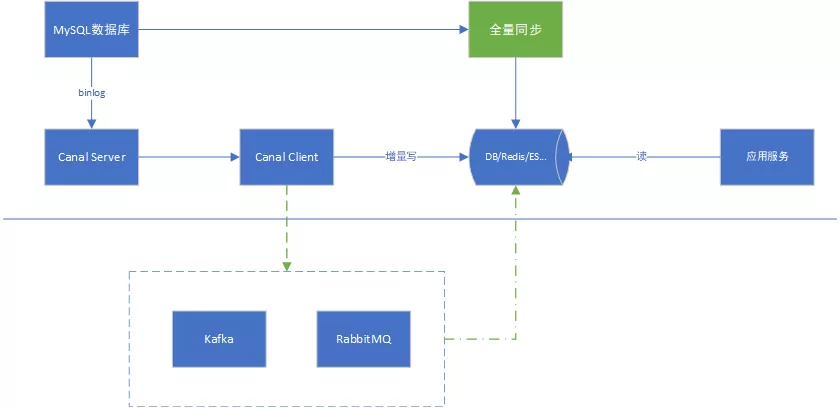 MySQL数据库
全量同步
binlog
Canal Server
Canal Client
增量写
DB/Redis/ES...
读
应用服务
Kafka
RabbitMQ